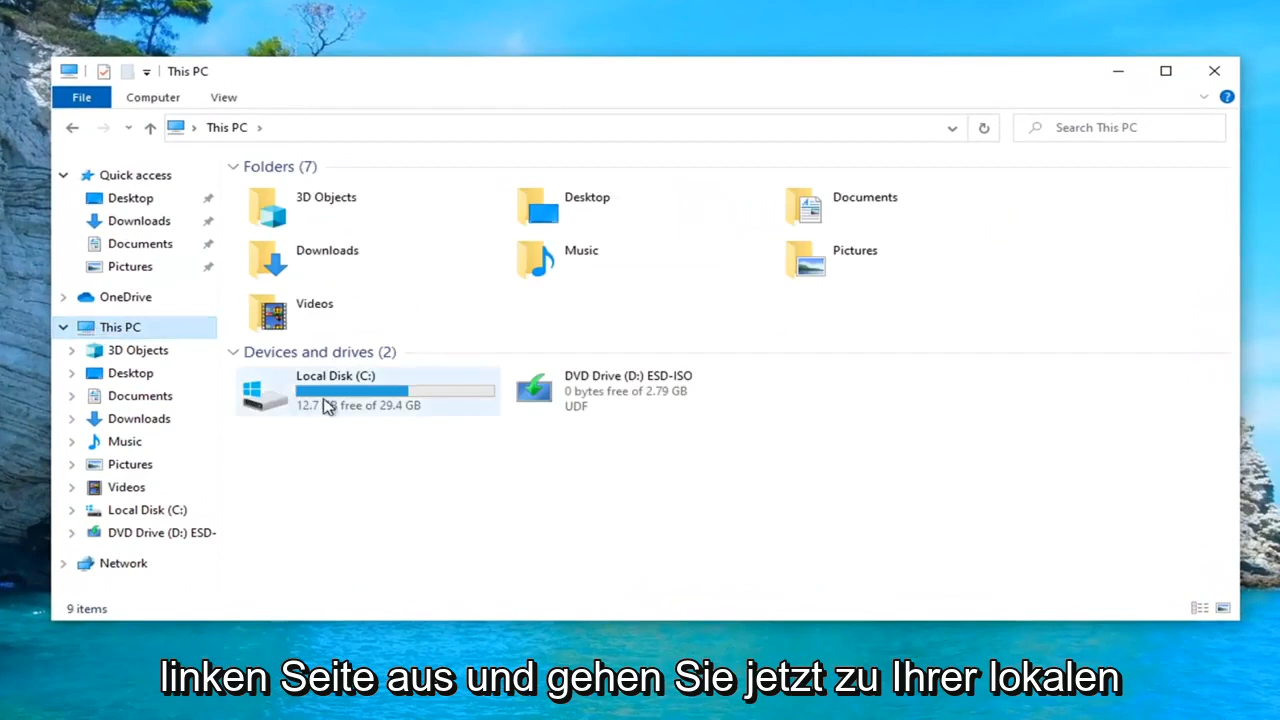 This PC
File
Computer
View
This PC
Search This PC
Quick access
Desktop
Downloads
Documents
Pictures
OneDrive
This PC
3D Objects
Desktop
Documents
Downloads
Music
Pictures
Videos
Local Disk (C:)
DVD Drive (D:) ESD-
Network
Folders (7)
3D Objects
Desktop
Documents
Downloads
Music
Pictures
Videos
Devices and drives (2)
Local Disk (C:)
12.7 free of 29.4 GB
DVD Drive (D:) ESD-ISO
0 bytes free of 2.79 GB
UDF
9 items
linken Seite aus und gehen Sie jetzt zu Ihrer lokalen